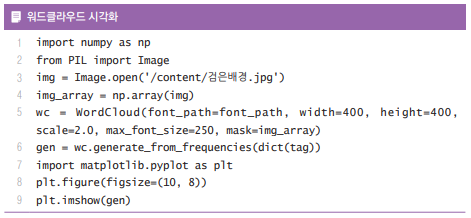 워드클라우드 시각화
1 import numpy as np
2 from PIL import Image
3 img = Image.open('/content/검은배경.jpg')
4 img_array = np.array(img)
5 wc = WordCloud(font_path=font_path, width=400, height=400,
scale=2.0, max_font_size=250, mask=img_array)
6 gen = wc.generate_from_frequencies(dict(tag))
7 import matplotlib.pyplot as plt
8 plt.figure(figsize=(10, 8))
9 plt.imshow(gen)